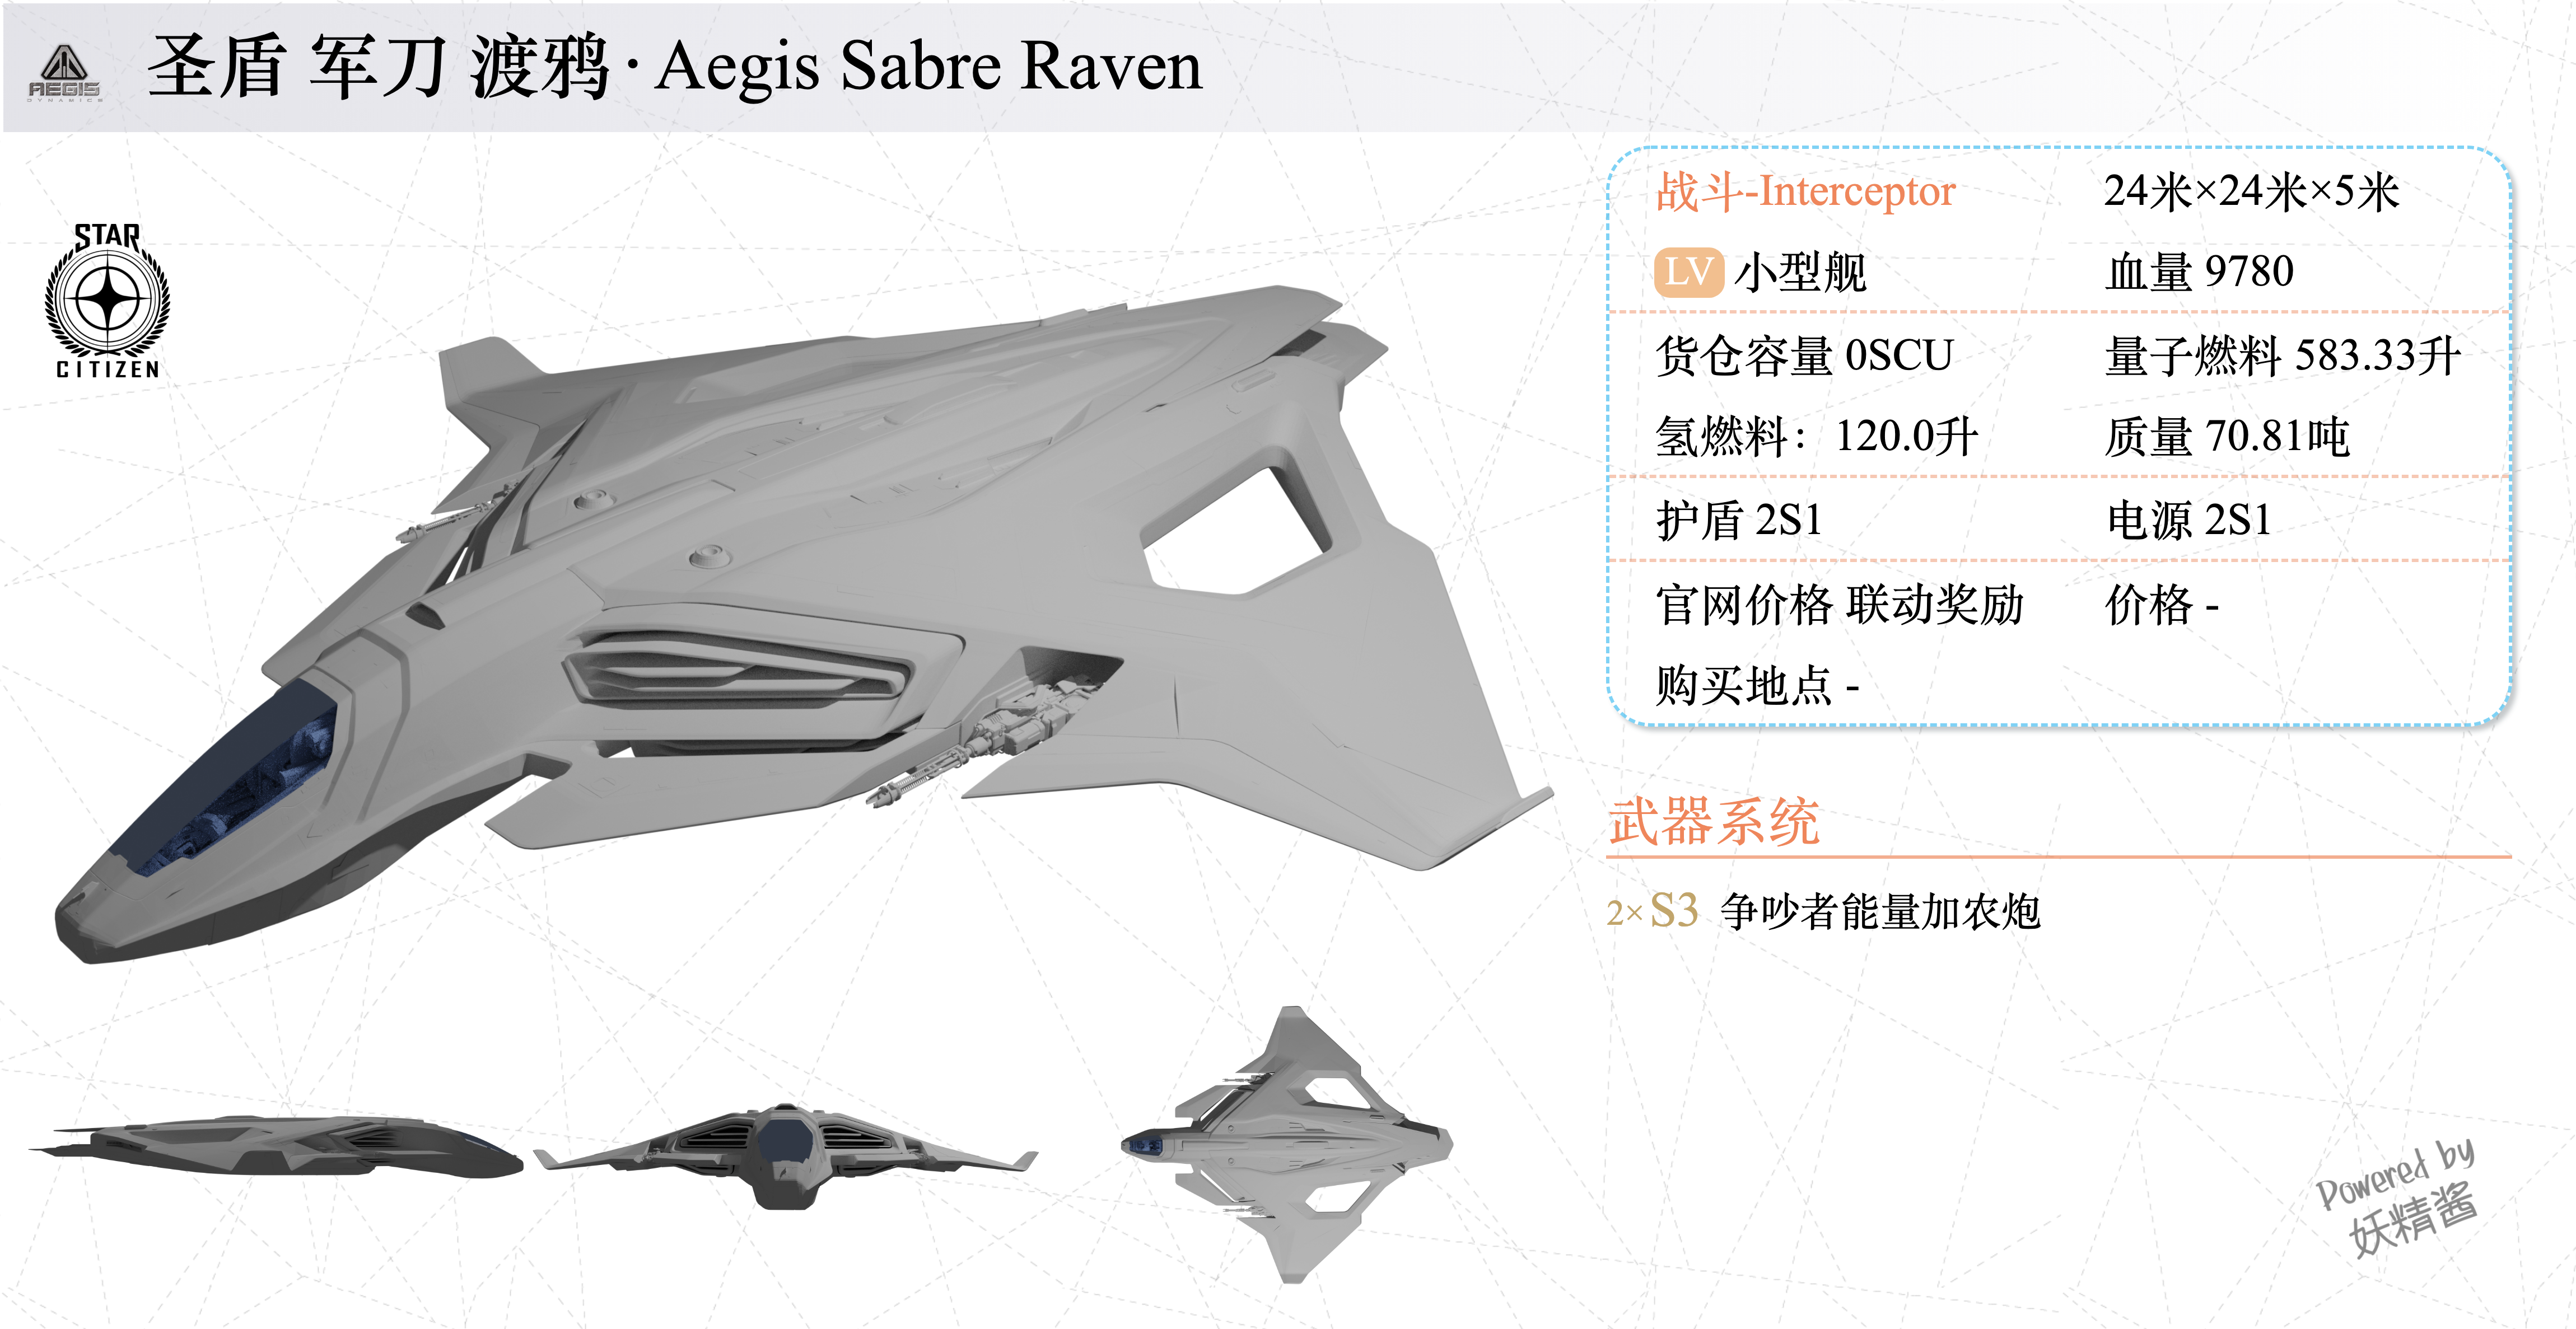 AEGIS
DYNAMICS
圣盾 军刀 渡鸦·Aegis Sabre Raven
STAR
CITIZEN
战斗-Interceptor 24米×24米×5米
LV 小型舰 血量 9780
货仓容量 0SCU 量子燃料 583.33升
氢燃料：120.0升 质量 70.81吨
护盾 2S1 电源 2S1
官网价格 联动奖励 价格 -
购买地点 -
武器系统
2× S3 争吵者能量加农炮
Powered by
妖精酱